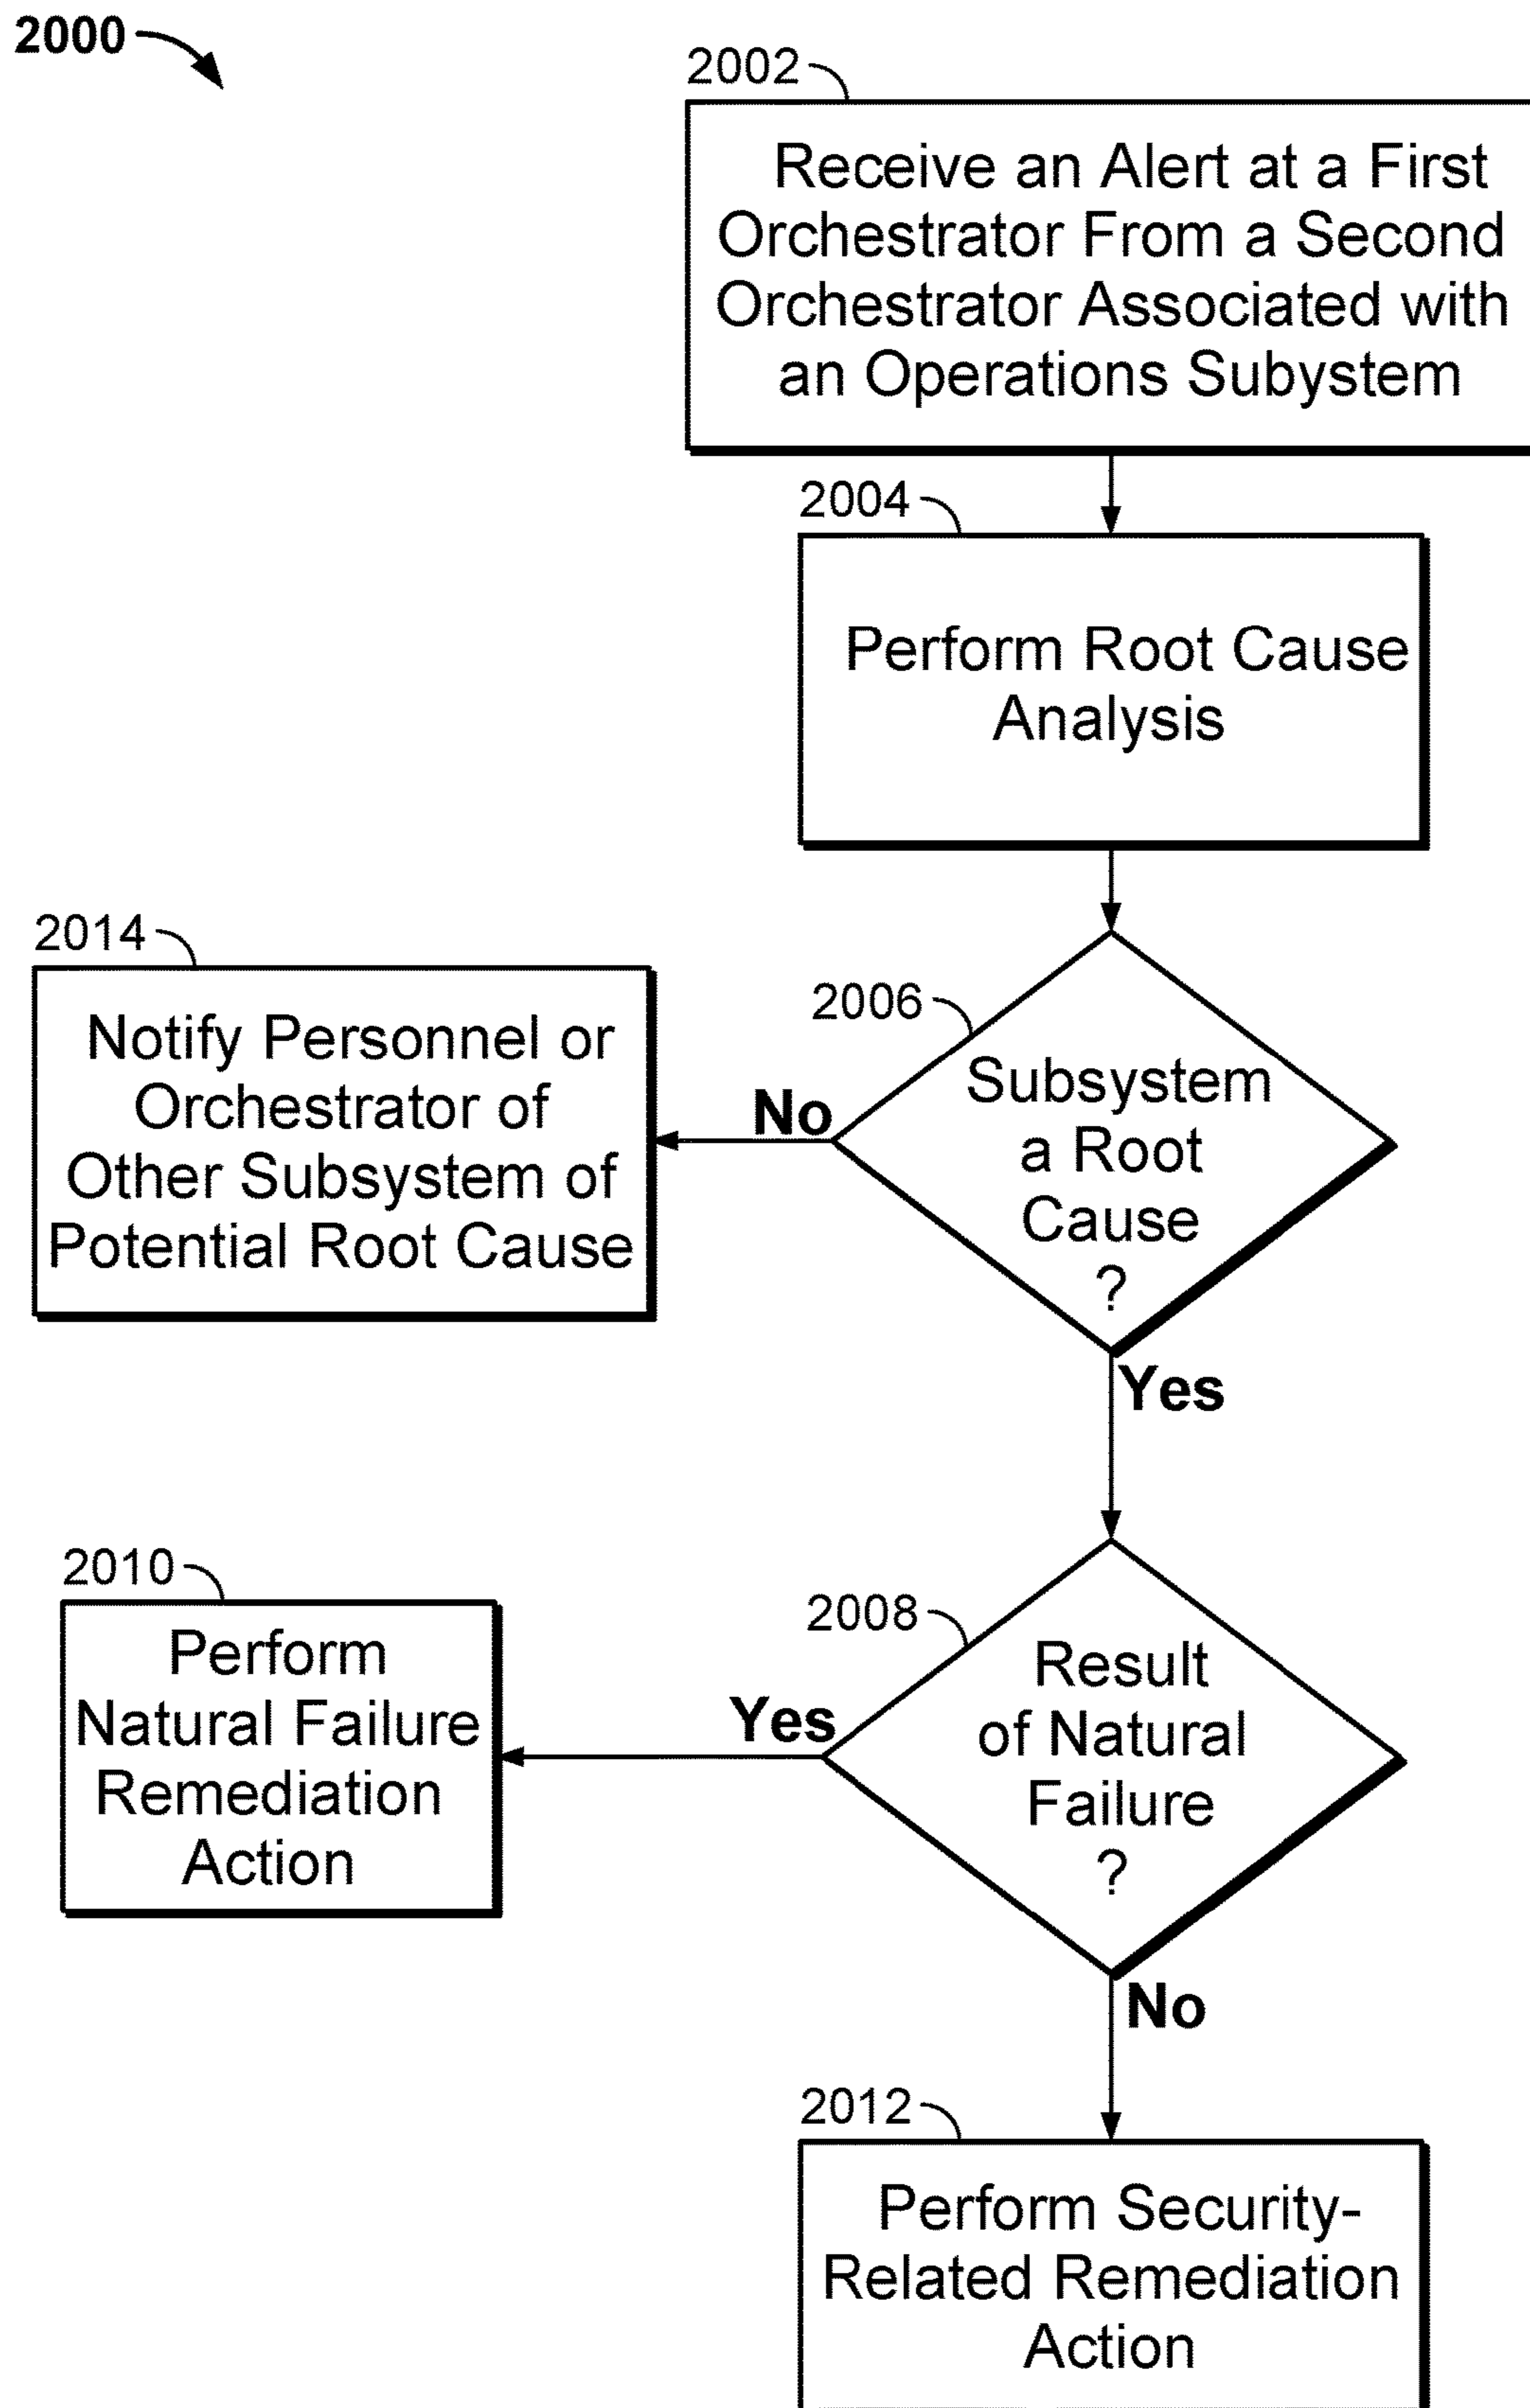 2000
2002
Receive an Alert at a First
Orchestrator From a Second
Orchestrator Associated with
an Operations Subystem
2004
Perform Root Cause
Analysis
2014
Notify Personnel or
Orchestrator of
Other Subsystem of
Potential Root Cause
No
2006
Subsystem
a Root
Cause
?
Yes
2010
Perform
Natural Failure
Remediation
Action
Yes
2008
Result
of Natural
Failure
?
No
2012
Perform Security-
Related Remediation
Action